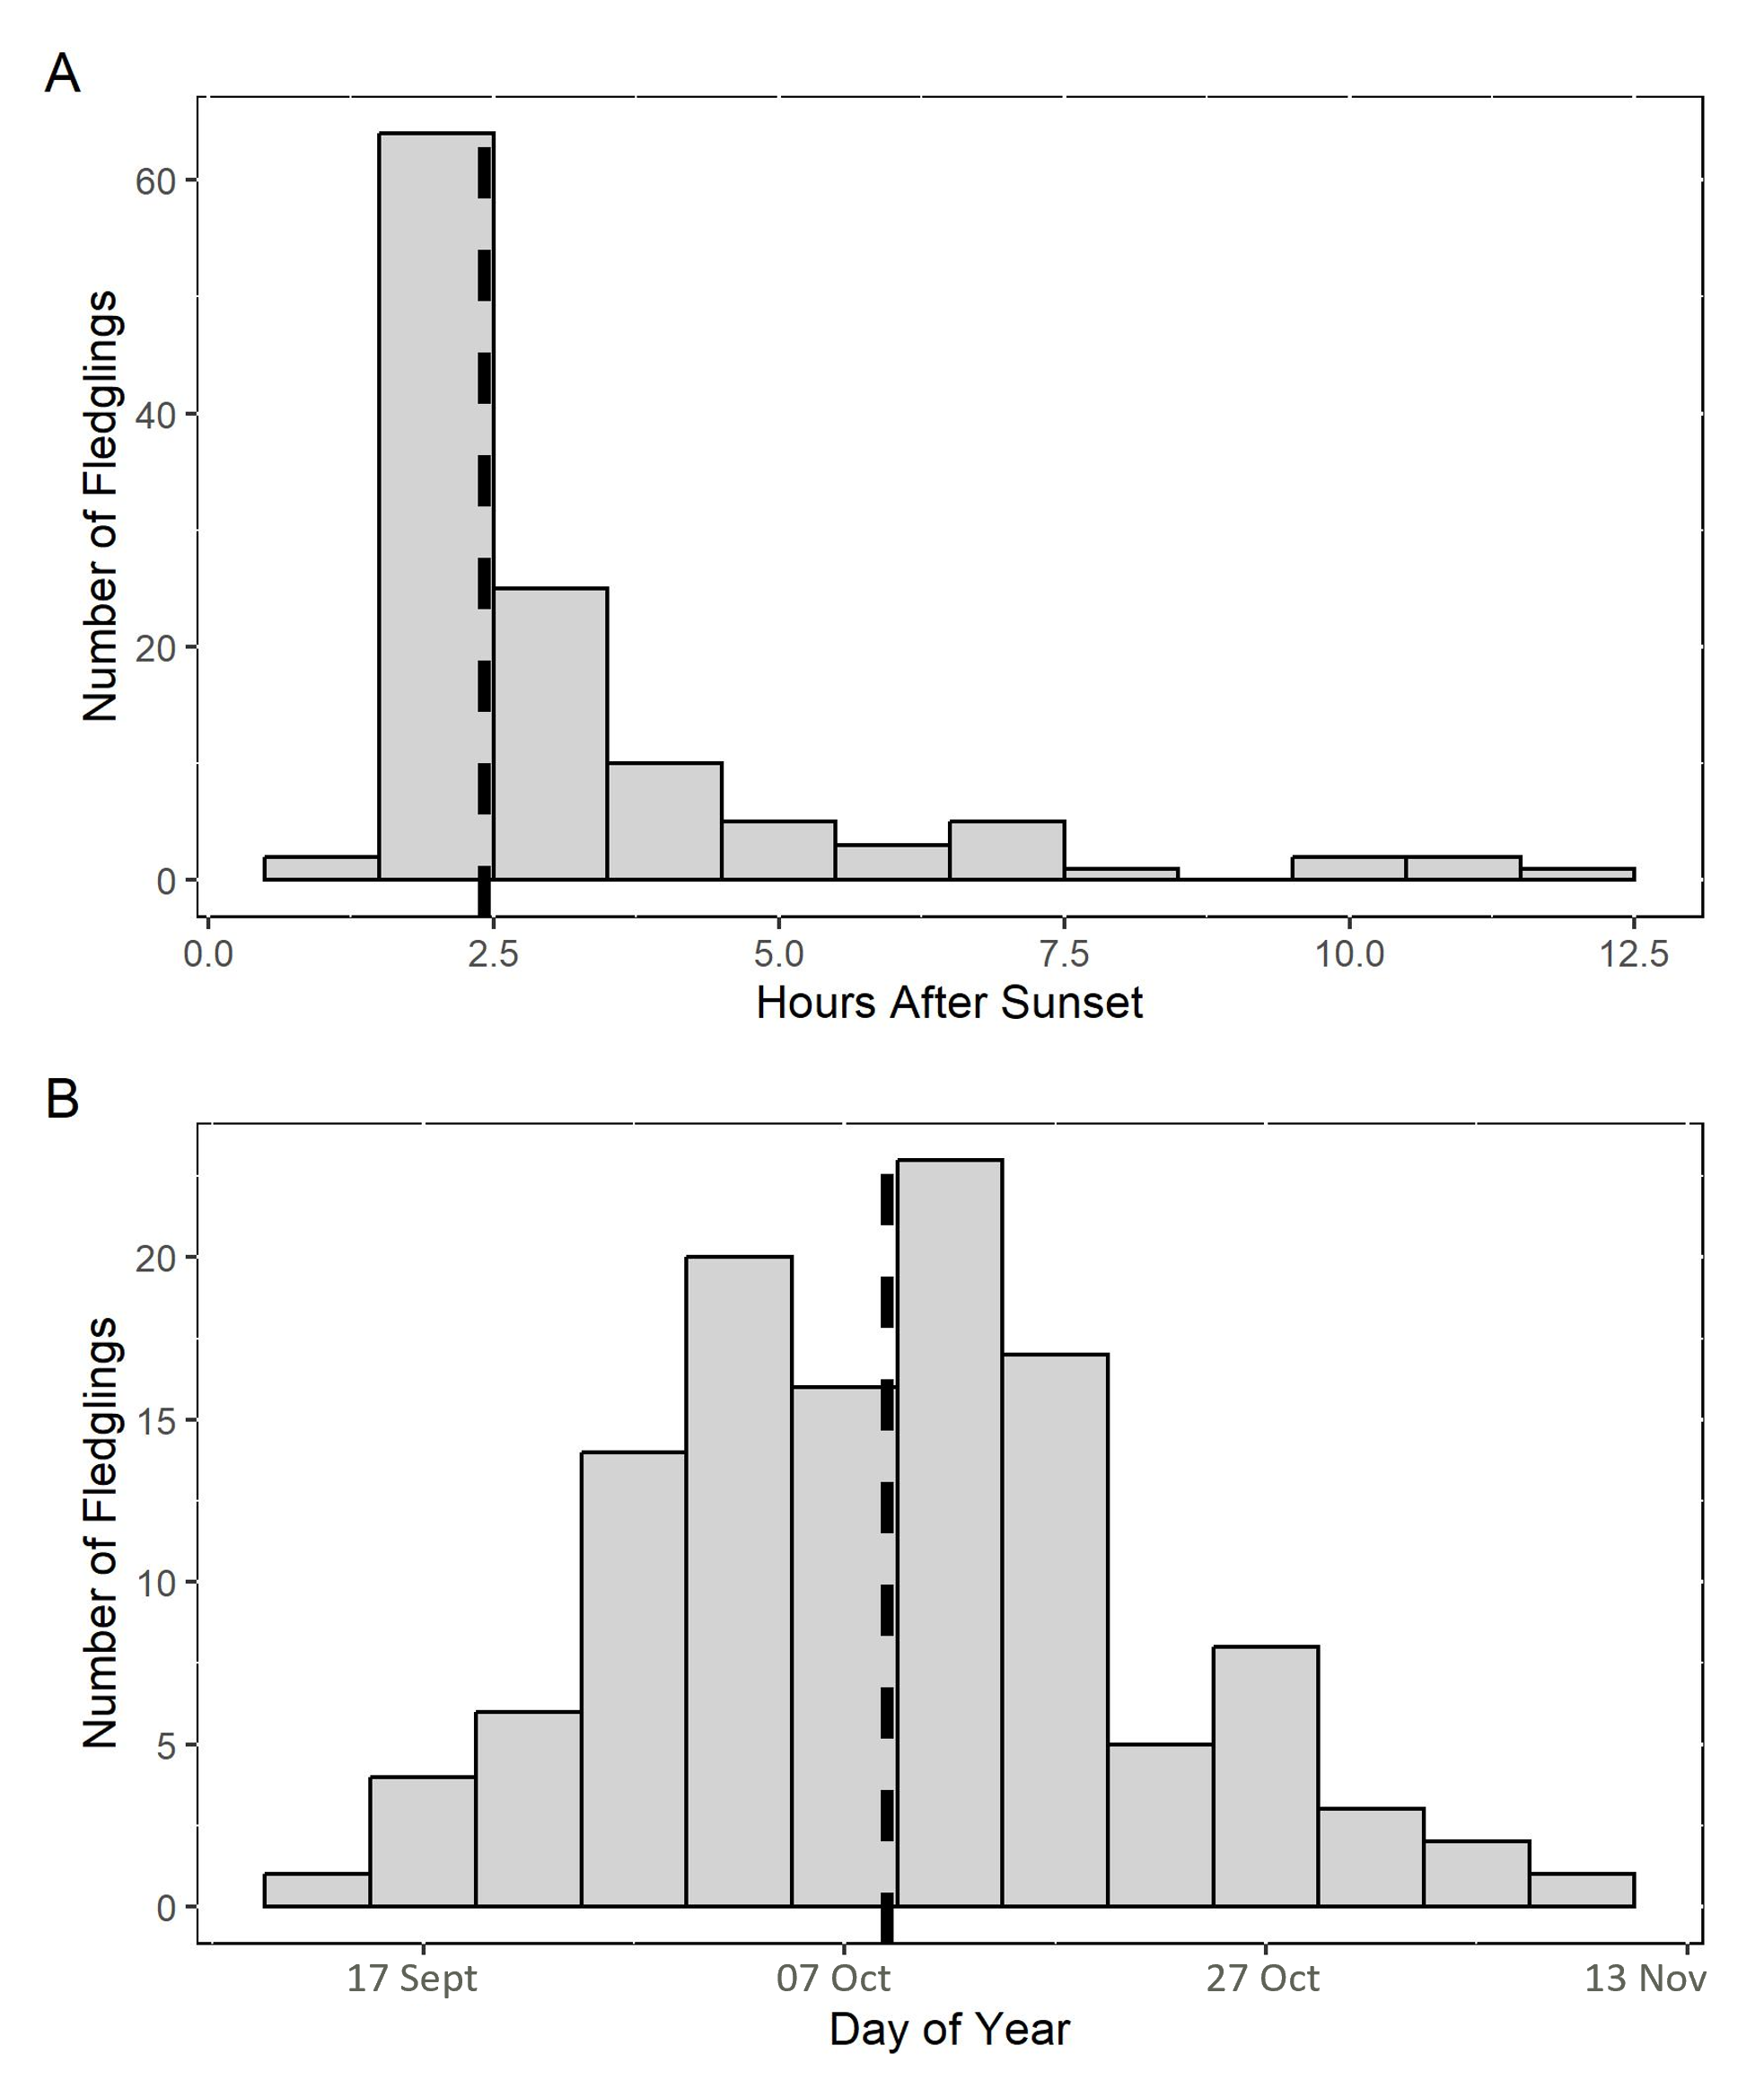 A
Number of Fledglings
60
40
20
0
0.0 2.5 5.0 7.5 10.0 12.5
Hours After Sunset
B
Number of Fledglings
20
15
10
5
0
17 Sept 07 Oct 27 Oct 13 Nov
Day of Year